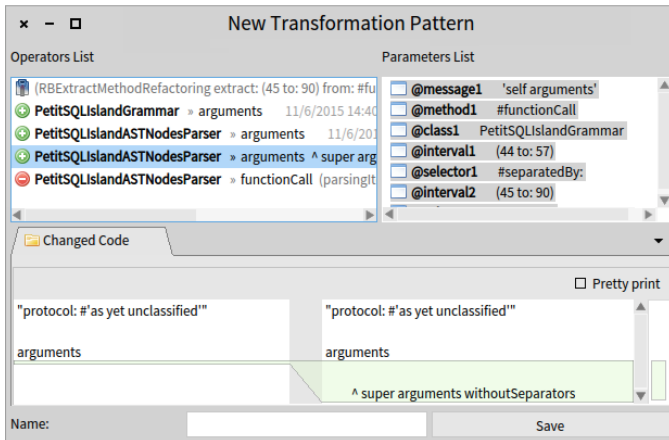 New Transformation Pattern
Operators List
Parameters List
(RBExtractMethodRefactoring extract: (45 to: 90) from: #fu
PetitSQLIslandGrammar » arguments 11/6/2015 14:40
PetitSQLIslandASTNodesParser » arguments 11/6/201
PetitSQLIslandASTNodesParser » arguments ^ super arg
PetitSQLIslandASTNodesParser » functionCall (parsingIt
@message1 'self arguments'
@method1 #functionCall
@class1 PetitSQLIslandGrammar
@interval1 (44 to: 57)
@selector1 #separatedBy:
@interval2 (45 to: 90)
Changed Code
Pretty print
"protocol: #'as yet unclassified'"
arguments
"protocol: #'as yet unclassified'"
arguments
^ super arguments withoutSeparators
Name:
Save